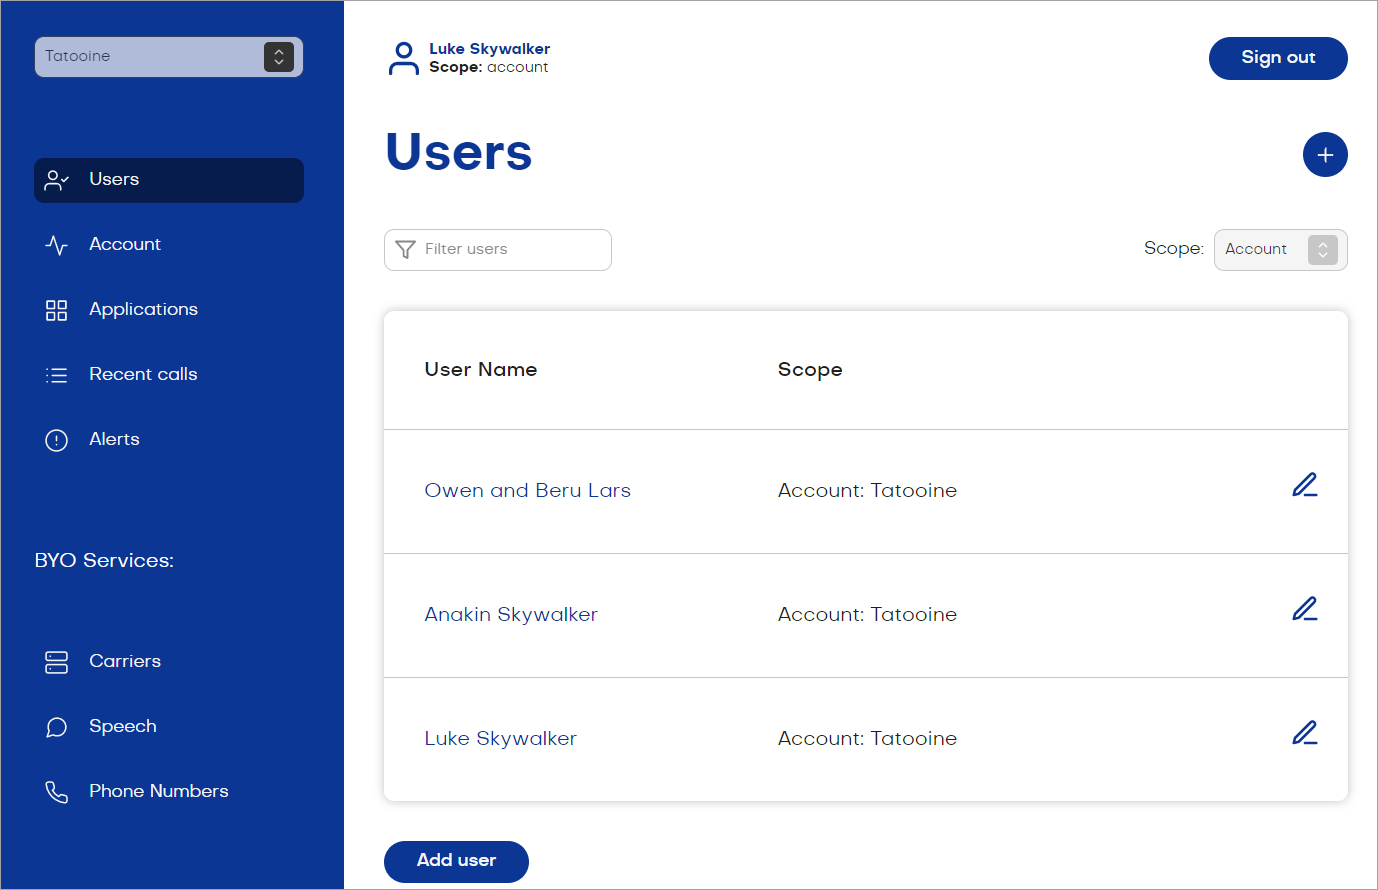 Tatooine
Users
Account
Applications
Recent calls
Alerts
BYO Services:
Carriers
Speech
Phone Numbers
Luke Skywalker
Scope: account
Sign out
Users
Filter users
Scope: Account
User Name Scope
Owen and Beru Lars Account: Tatooine
Anakin Skywalker Account: Tatooine
Luke Skywalker Account: Tatooine
Add user